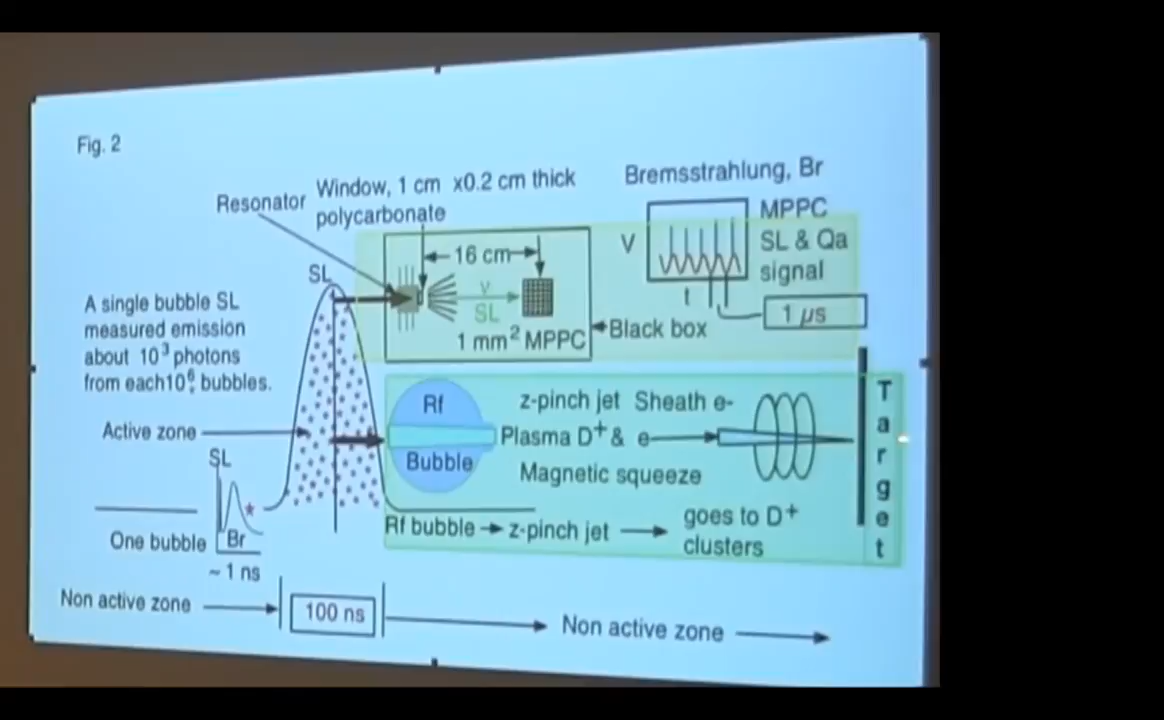 Fig. 2
Resonator
Window, 1 cm x0.2 cm thick
polycarbonate
Bremsstrahlung, Br
MPPC
SL & Qa
signal
V
t
1 µs
16 cm
SL
1 mm² MPPC
Black box
SL
A single bubble SL
measured emission
about 10³ photons
from each10⁶ bubbles.
Active zone
SL
One bubble
Br
~ 1 ns
Rf
Bubble
z-pinch jet Sheath e-
Plasma D⁺& e
Magnetic squeeze
Rf bubble
z-pinch jet
goes to D⁺
clusters
Target
Non active zone
100 ns
Non active zone